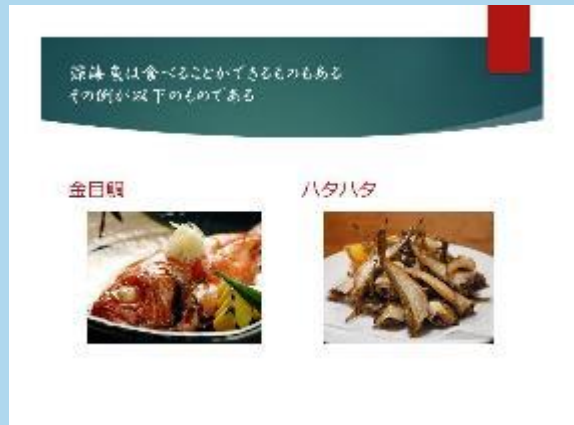 深海魚は食べることができるものもある
その例が以下のものである
金目鯛
ハタハタ